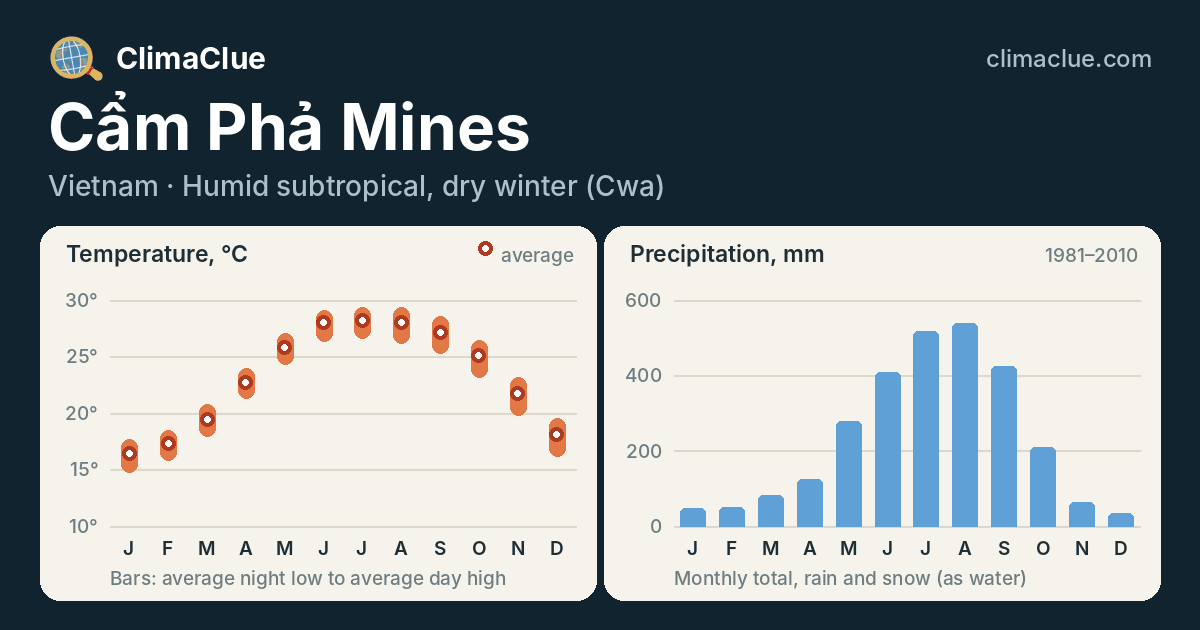 ClimaClue
climaclue.com
Cẩm Phả Mines
Vietnam · Humid subtropical, dry winter (Cwa)
Temperature, °C
average
30°
25°
20°
15°
10°
J F M A M J J A S O N D
Bars: average night low to average day high
Precipitation, mm
1981–2010
600
400
200
0
J F M A M J J A S O N D
Monthly total, rain and snow (as water)